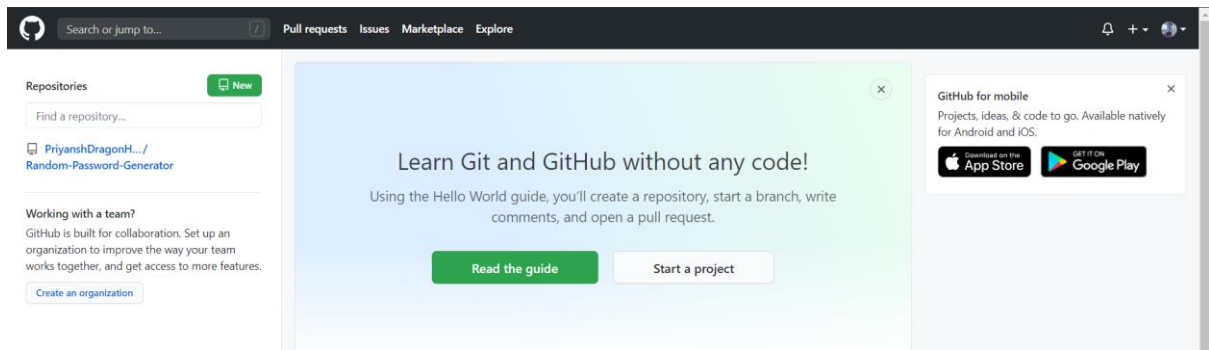 Search or jump to... /
Pull requests Issues Marketplace Explore
Repositories
New
Find a repository...
PriyanshDragonH.../
Random-Password-Generator
Working with a team?
GitHub is built for collaboration. Set up an
organization to improve the way your team
works together, and get access to more features.
Create an organization
Learn Git and GitHub without any code!
Using the Hello World guide, you'll create a repository, start a branch, write
comments, and open a pull request.
Read the guide
Start a project
GitHub for mobile
Projects, ideas, & code to go. Available natively
for Android and iOS.
Download on the
App Store
GET IT ON
Google Play